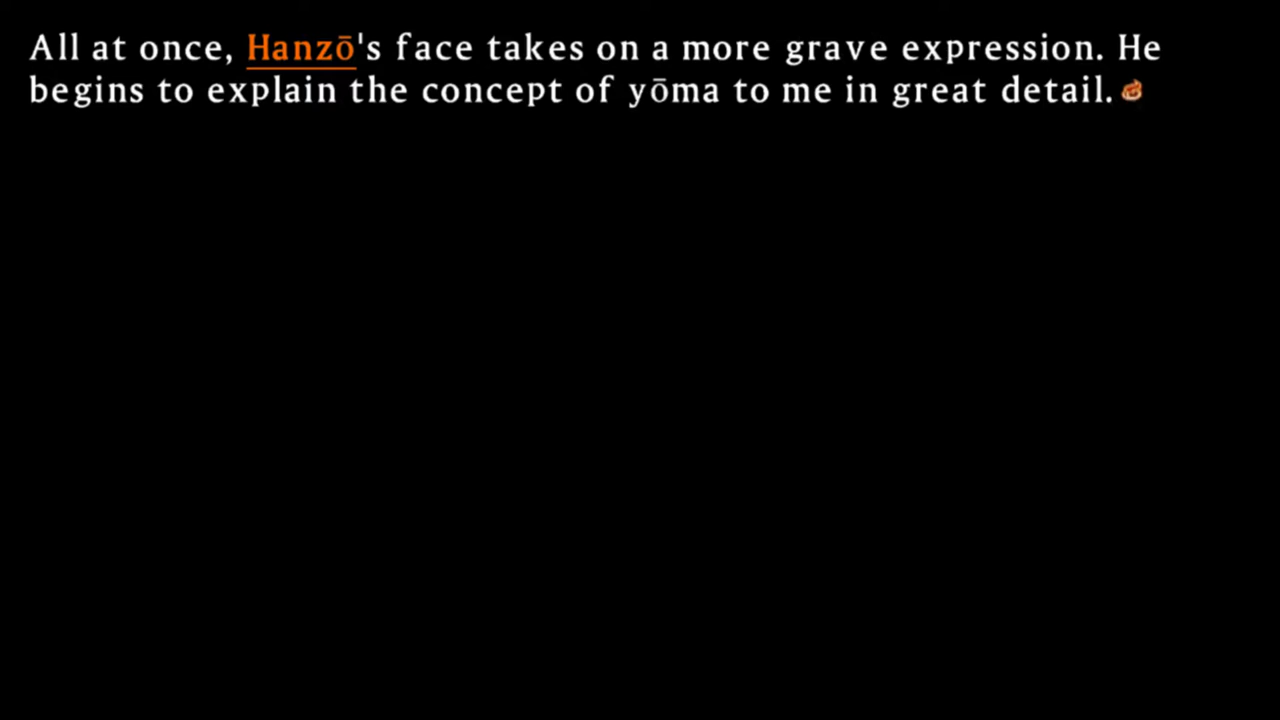 All at once, Hanzō's face takes on a more grave expression. He
begins to explain the concept of yōma to me in great detail.